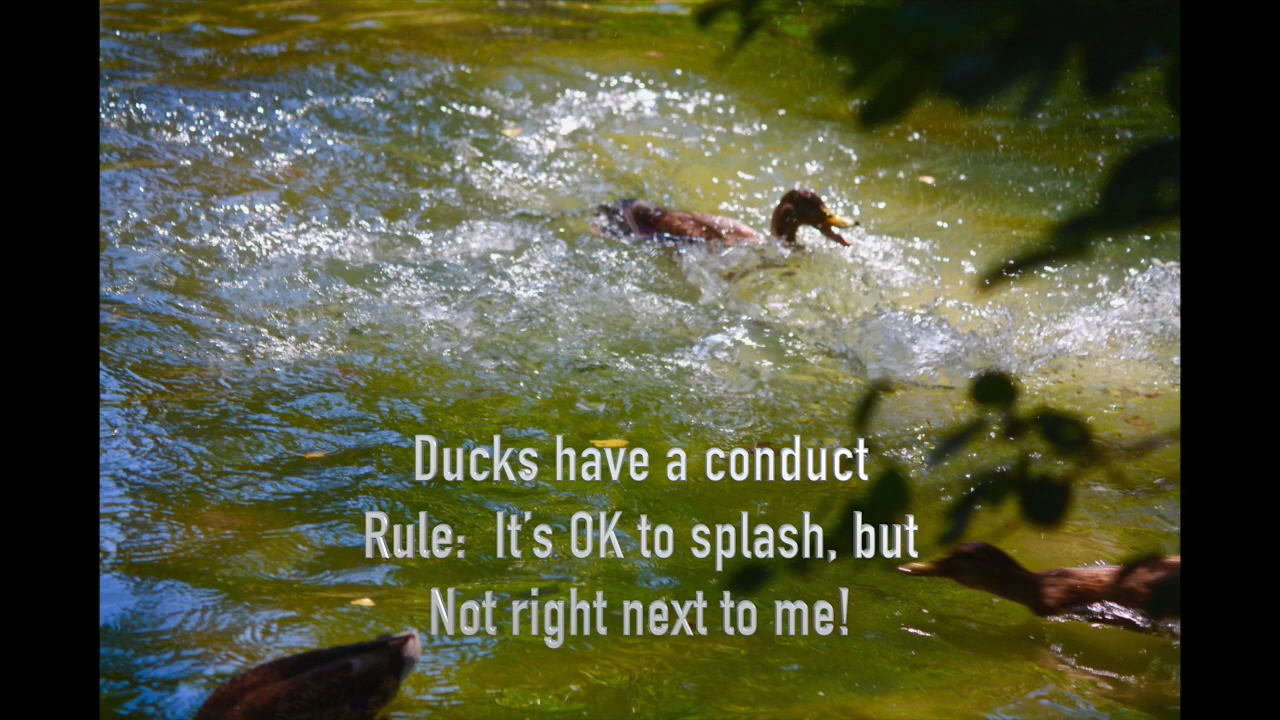 Ducks have a conduct
Rule:  It's OK to splash, but
Not right next to me!